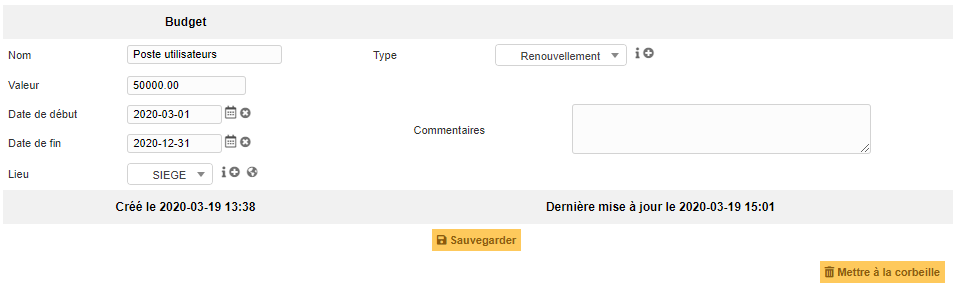 Budget
Nom Poste utilisateurs Type Renouvellement
Valeur 50000.00
Date de début 2020-03-01
Commentaires
Date de fin 2020-12-31
Lieu SIEGE
Créé le 2020-03-19 13:38 Dernière mise à jour le 2020-03-19 15:01
Sauvegarder
Mettre à la corbeille